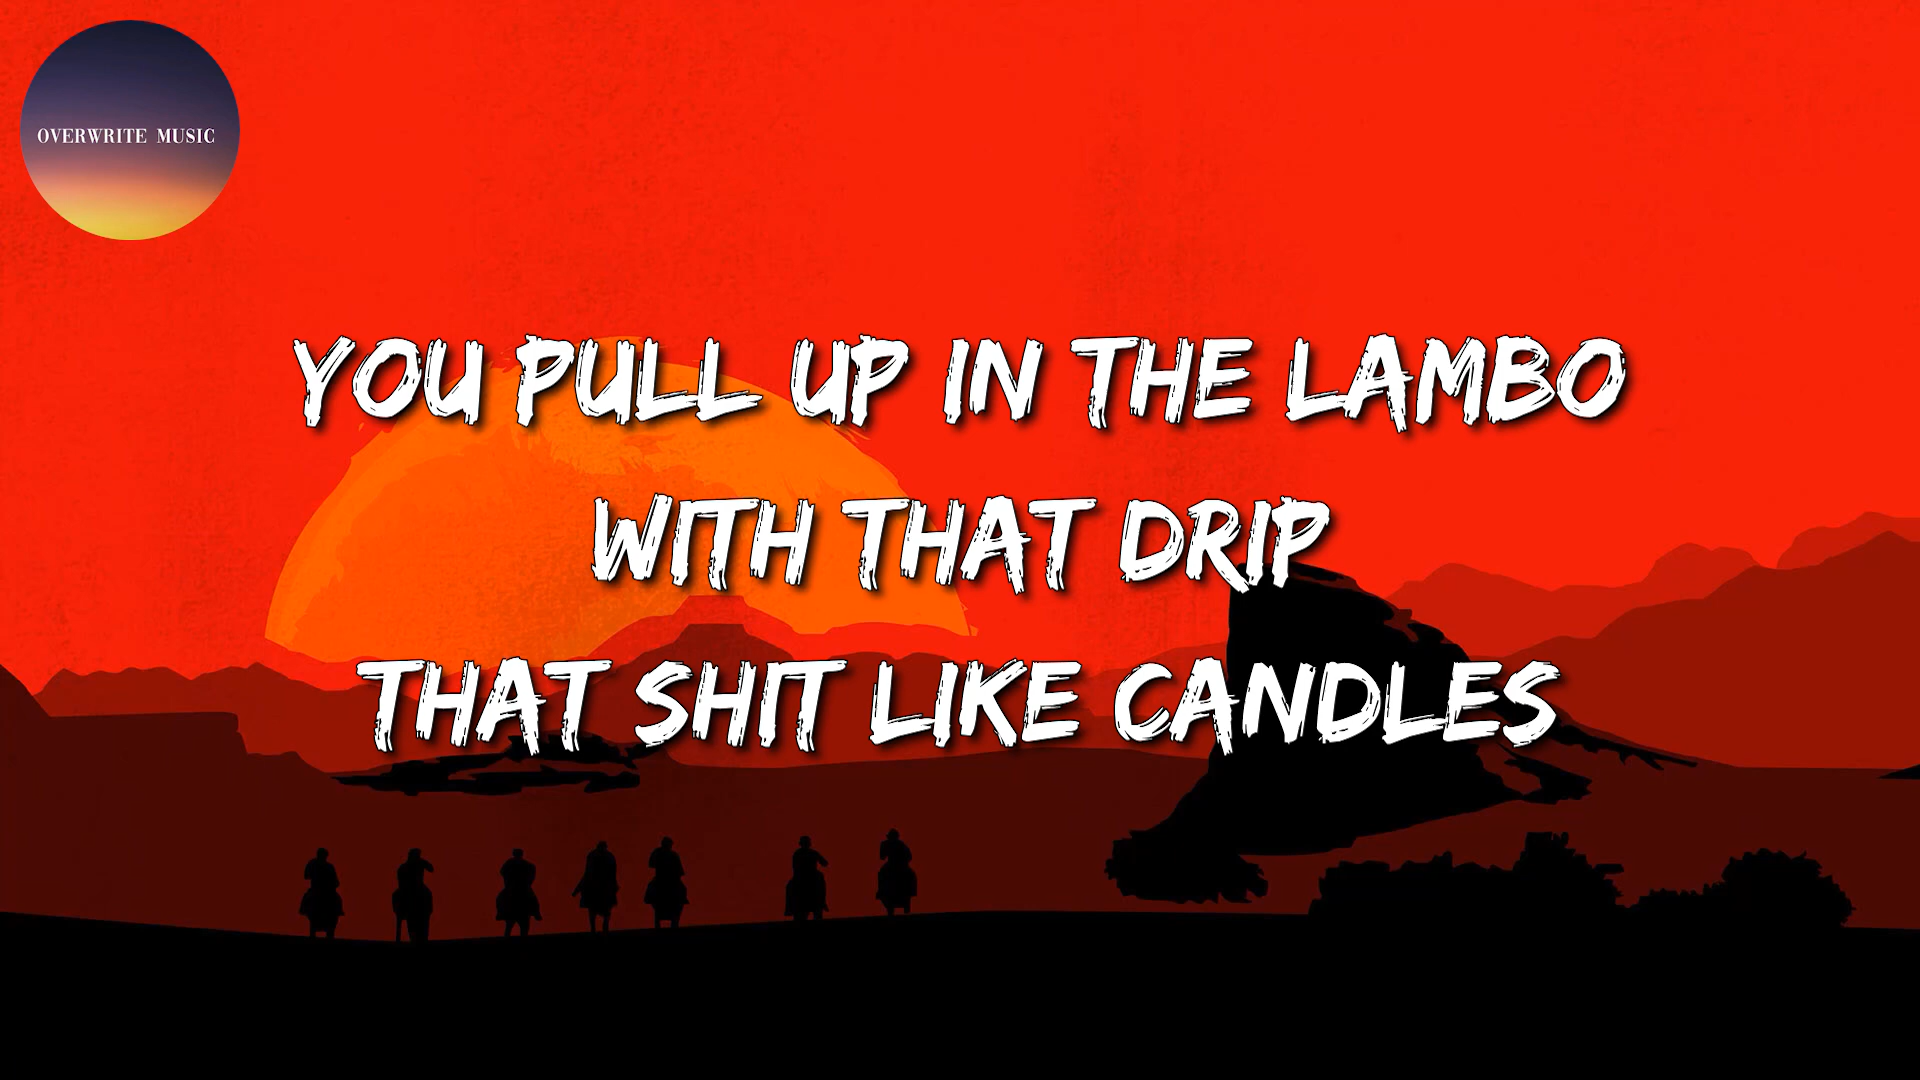 OVERWRITE MUSIC
YOU PULL UP IN THE LAMBO
WITH THAT DRIP
THAT SHIT LIKE CANDLES